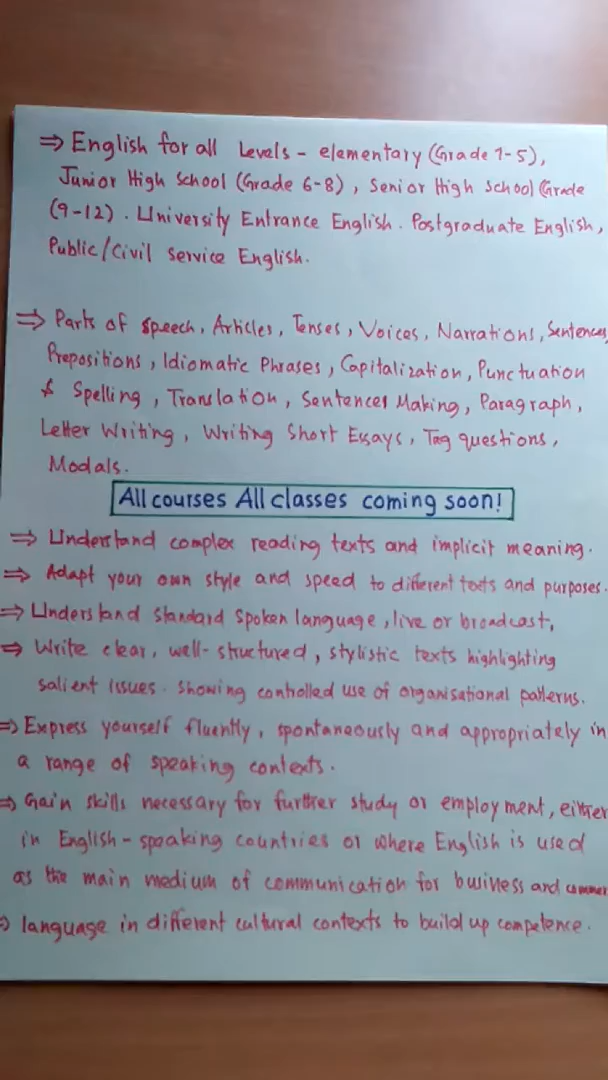 ⇒ English for all Levels - elementary (Grade 1-5),
Junior High School (Grade 6-8), Senior High School (Grade
(9-12). University Entrance English. Postgraduate English,
Public/Civil Service English.
⇒ Parts of speech, Articles, Tenses, Voices, Narrations, Sentences
Prepositions, Idiomatic Phrases, Capitalization, Punctuation
& Spelling, Translation, Sentences Making, Paragraph,
Letter Writing, Writing Short Essays, Tag questions,
Modals.
All courses All classes coming soon!
⇒ Understand complex reading texts and implicit meaning.
⇒ Adapt your own style and speed to different texts and purposes.
⇒ Understand standard spoken language, live or broadcast,
⇒ Write clear, well-structured, stylistic texts highlighting
salient issues. showing controlled use of organisational patterns.
⇒ Express yourself fluently, spontaneously and appropriately in
a range of speaking contexts.
⇒ Gain skills necessary for further study or employment, either
in English-speaking countries or where English is used
as the main medium of communication for business and
⇒ language in different cultural contexts to build up competence.